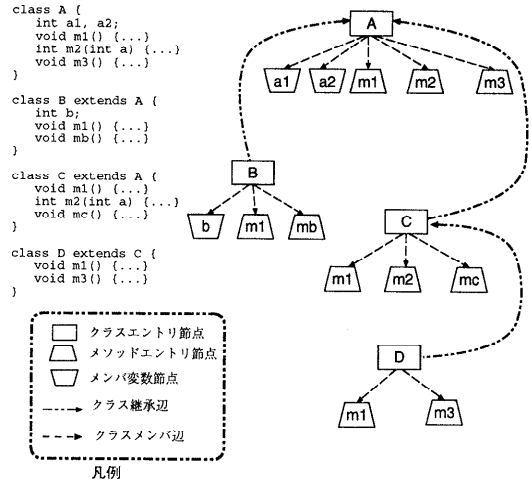 class A {
int a1, a2;
void m1() {...}
int m2(int a) {...}
void m3() {...}
}
class B extends A {
int b;
void m1() {...}
void mb() {...}
}
class C extends A {
void m1() {...}
int m2(int a) {...}
void mc() {...}
}
class D extends C {
void m1() {...}
void m3() {...}
}
A
a1
a2
m1
m2
m3
B
b
m1
mb
C
m1
m2
mc
D
m1
m3
クラスエントリ節点
メソッドエントリ節点
メンバ変数節点
クラス継承辺
クラスメンバ辺
凡例